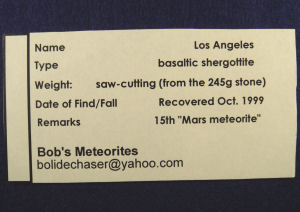 Name Los Angeles
Type basaltic shergottite
Weight: saw-cutting (from the 245g stone)
Date of Find/Fall Recovered Oct. 1999
Remarks 15th "Mars meteorite"
Bob's Meteorites
bolidechaser@yahoo.com